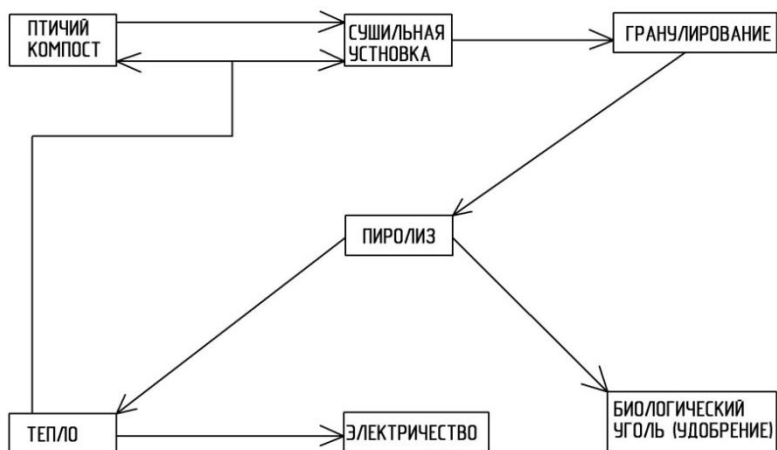 ПТИЧИЙ
КОМПОСТ
СУШИЛЬНАЯ
УСТНОВКА
ГРАНУЛИРОВАНИЕ
ПИРОЛИЗ
ТЕПЛО
ЭЛЕКТРИЧЕСТВО
БИОЛОГИЧЕСКИЙ
УГОЛЬ (УДОБРЕНИЕ)